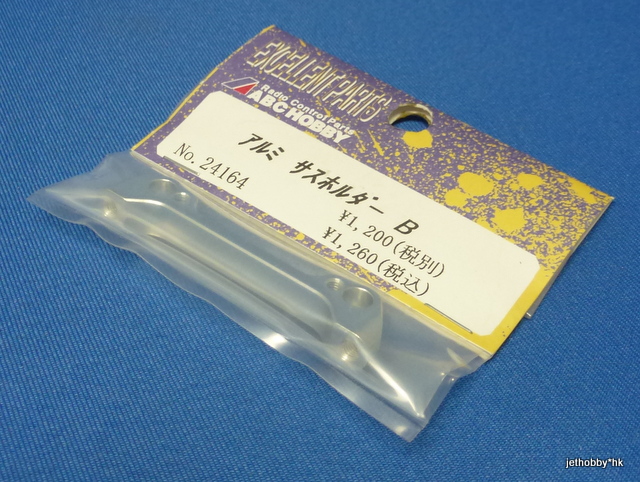 EXCELLENT PARTS
Radio Control Parts
ABC HOBBY
アルミ サスホルダー B
No. 24164
¥1,200(税別)
¥1,260(税込)
jethobby*hk